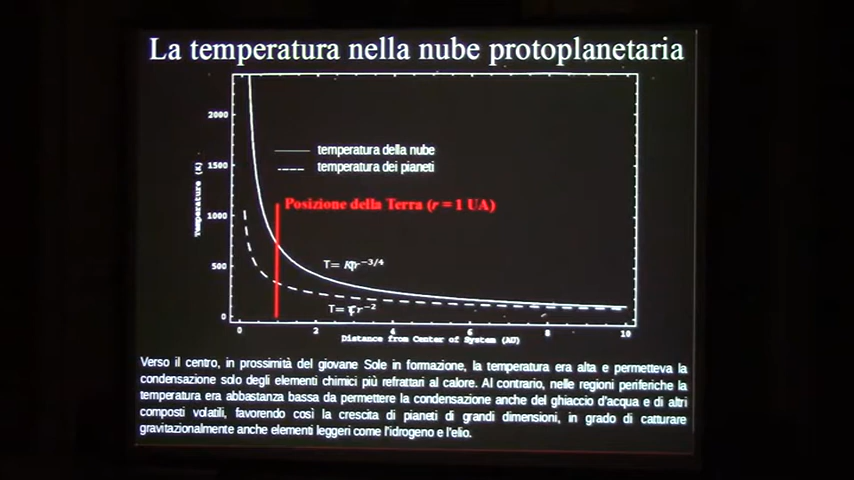 La temperatura nella nube protoplanetaria
2000
1500
1000
500
0
Temperature (K)
temperatura della nube
temperatura dei pianeti
Posizione della Terra (r = 1 UA)
T= r⁻³/⁴
T= r⁻²
0 2 4 6 8 10
Distance from Center of System (AU)
Verso il centro, in prossimità del giovane Sole in formazione, la temperatura era alta e permetteva la
condensazione solo degli elementi chimici più refrattari al calore. Al contrario, nelle regioni periferiche la
temperatura era abbastanza bassa da permettere la condensazione anche del ghiaccio d'acqua e di altri
composti volatili, favorendo così la crescita di pianeti di grandi dimensioni, in grado di catturare
gravitazionalmente anche elementi leggeri come l'idrogeno e l'elio.